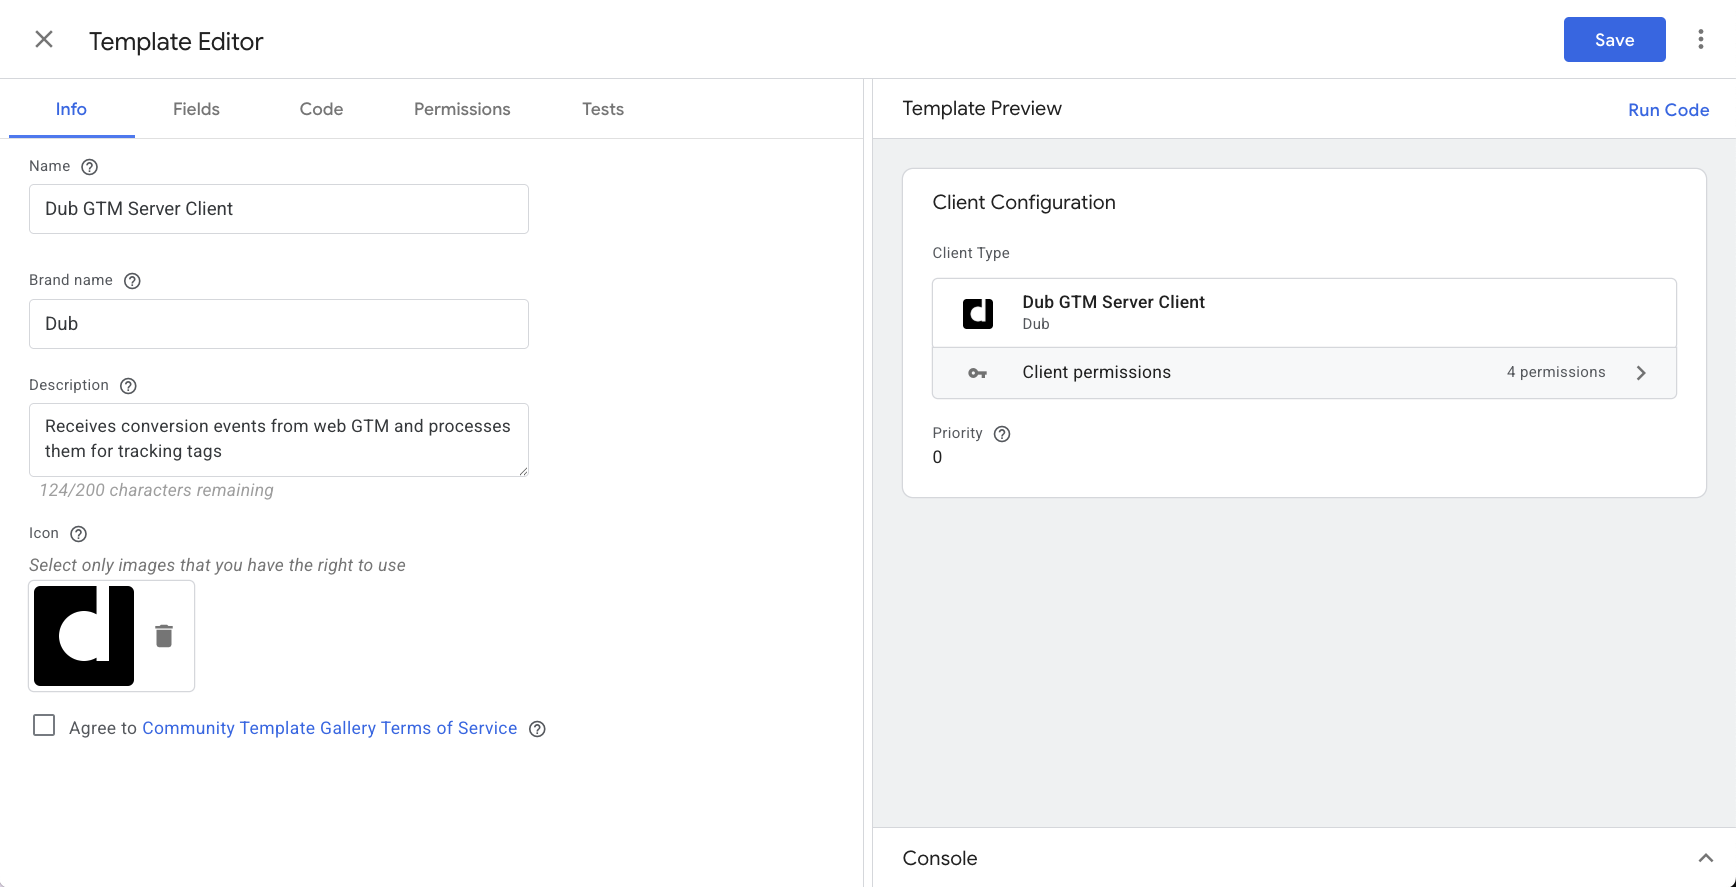 Template Editor
Save
Info
Fields
Code
Permissions
Tests
Name
Dub GTM Server Client
Brand name
Dub
Description
Receives conversion events from web GTM and processes
them for tracking tags
124/200 characters remaining
Icon
Select only images that you have the right to use
d
Agree to Community Template Gallery Terms of Service
Template Preview
Run Code
Client Configuration
Client Type
d
Dub GTM Server Client
Dub
Client permissions
4 permissions
Priority
0
Console